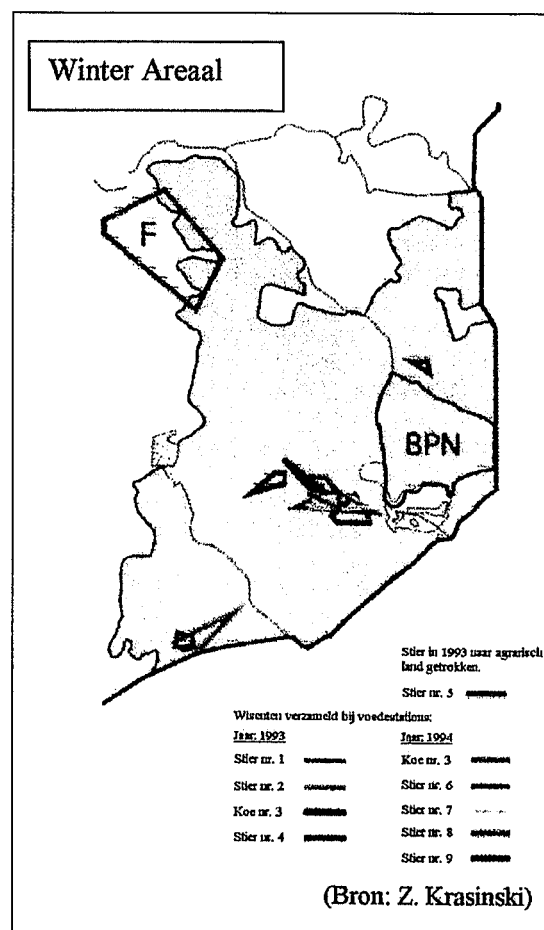 Winter Areaal
F
BPN
Stier in 1993 naar agrarisch
land getrokken.
Stier nr. 5
Wisenten verzameld bij voedestations:
Jaar: 1993
Jaar: 1994
Stier nr. 1
Koe nr. 3
Stier nr. 2
Stier nr. 6
Koe nr. 3
Stier nr. 7
Stier nr. 4
Stier nr. 8
Stier nr. 9
(Bron: Z. Krasinski)